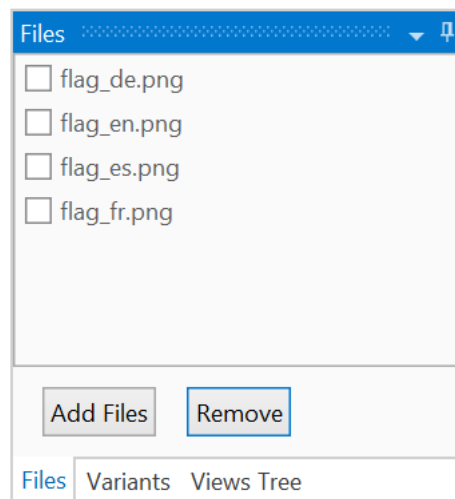 Files
flag_de.png
flag_en.png
flag_es.png
flag_fr.png
Add Files Remove
Files Variants Views Tree